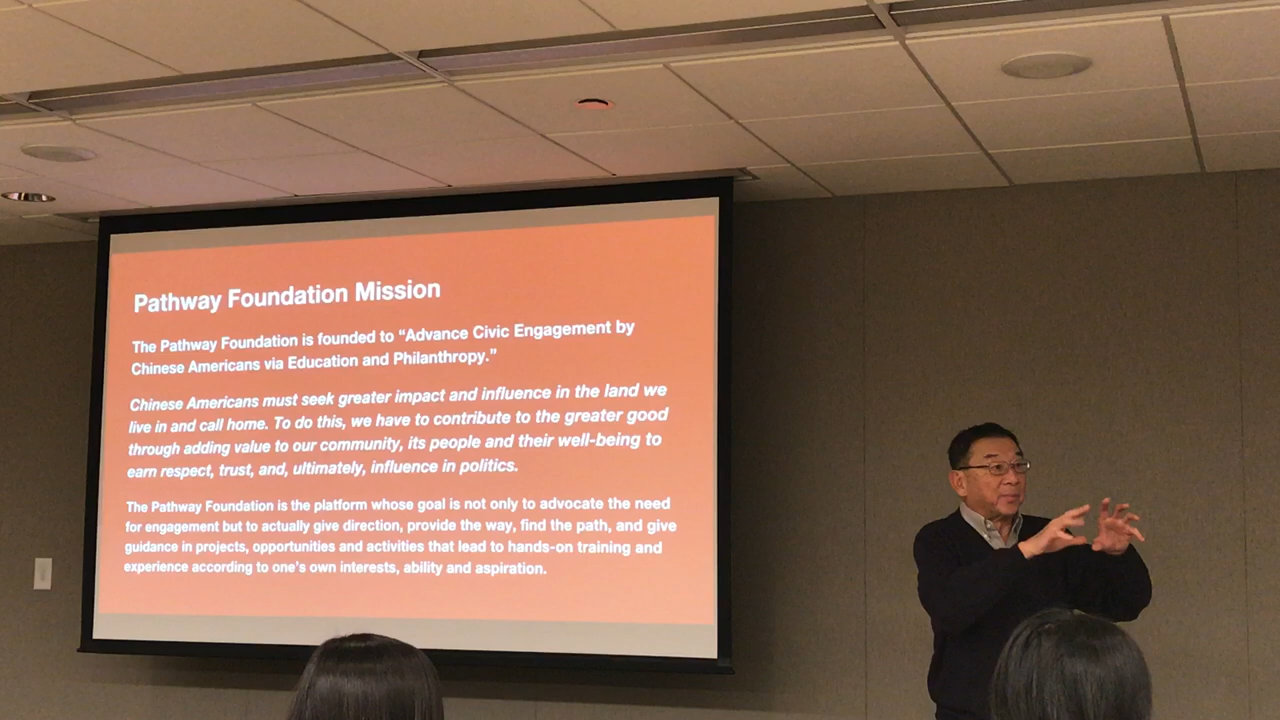 Pathway Foundation Mission
The Pathway Foundation is founded to “Advance Civic Engagement by
Chinese Americans via Education and Philanthropy.”
Chinese Americans must seek greater impact and influence in the land we
live in and call home. To do this, we have to contribute to the greater good
through adding value to our community, its people and their well-being to
earn respect, trust, and, ultimately, influence in politics.
The Pathway Foundation is the platform whose goal is not only to advocate the need
for engagement but to actually give direction, provide the way, find the path, and give
guidance in projects, opportunities and activities that lead to hands-on training and
experience according to one’s own interests, ability and aspiration.